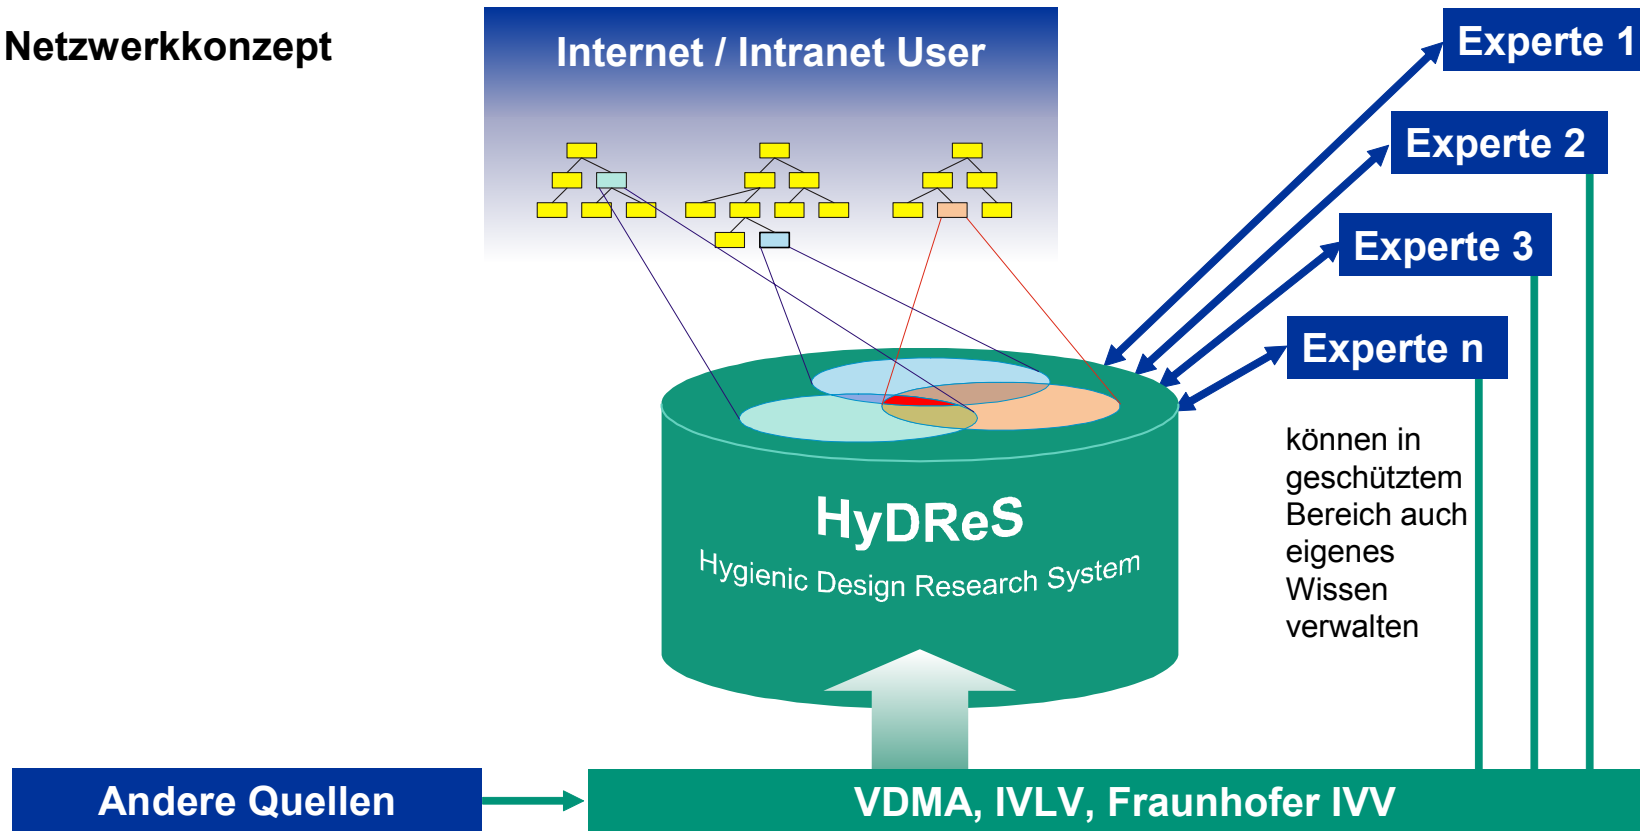 Netzwerkkonzept
Internet / Intranet User
Experte 1
Experte 2
Experte 3
Experte n
können in
geschütztem
Bereich auch
eigenes
Wissen
verwalten
HyDReS
Hygienic Design Research System
Andere Quellen
VDMA, IVLV, Fraunhofer IVV